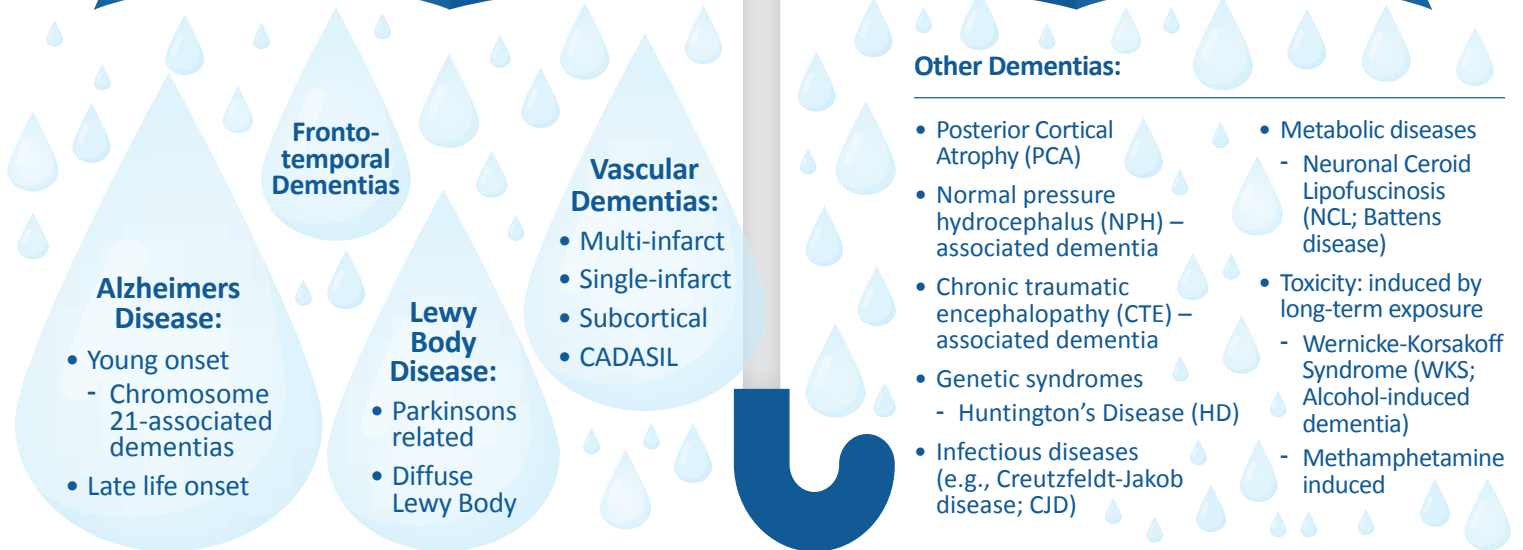 Alzheimers
Disease:
• Young onset
- Chromosome
21-associated
dementias
• Late life onset
Fronto-
temporal
Dementias
Lewy
Body
Disease:
• Parkinsons
related
• Diffuse
Lewy Body
Vascular
Dementias:
• Multi-infarct
• Single-infarct
• Subcortical
• CADASIL
Other Dementias:
• Posterior Cortical
Atrophy (PCA)
• Normal pressure
hydrocephalus (NPH) –
associated dementia
• Chronic traumatic
encephalopathy (CTE) –
associated dementia
• Genetic syndromes
- Huntington’s Disease (HD)
• Infectious diseases
(e.g., Creutzfeldt-Jakob
disease; CJD)
• Metabolic diseases
- Neuronal Ceroid
Lipofuscinosis
(NCL; Battens
disease)
• Toxicity: induced by
long-term exposure
- Wernicke-Korsakoff
Syndrome (WKS;
Alcohol-induced
dementia)
- Methamphetamine
induced